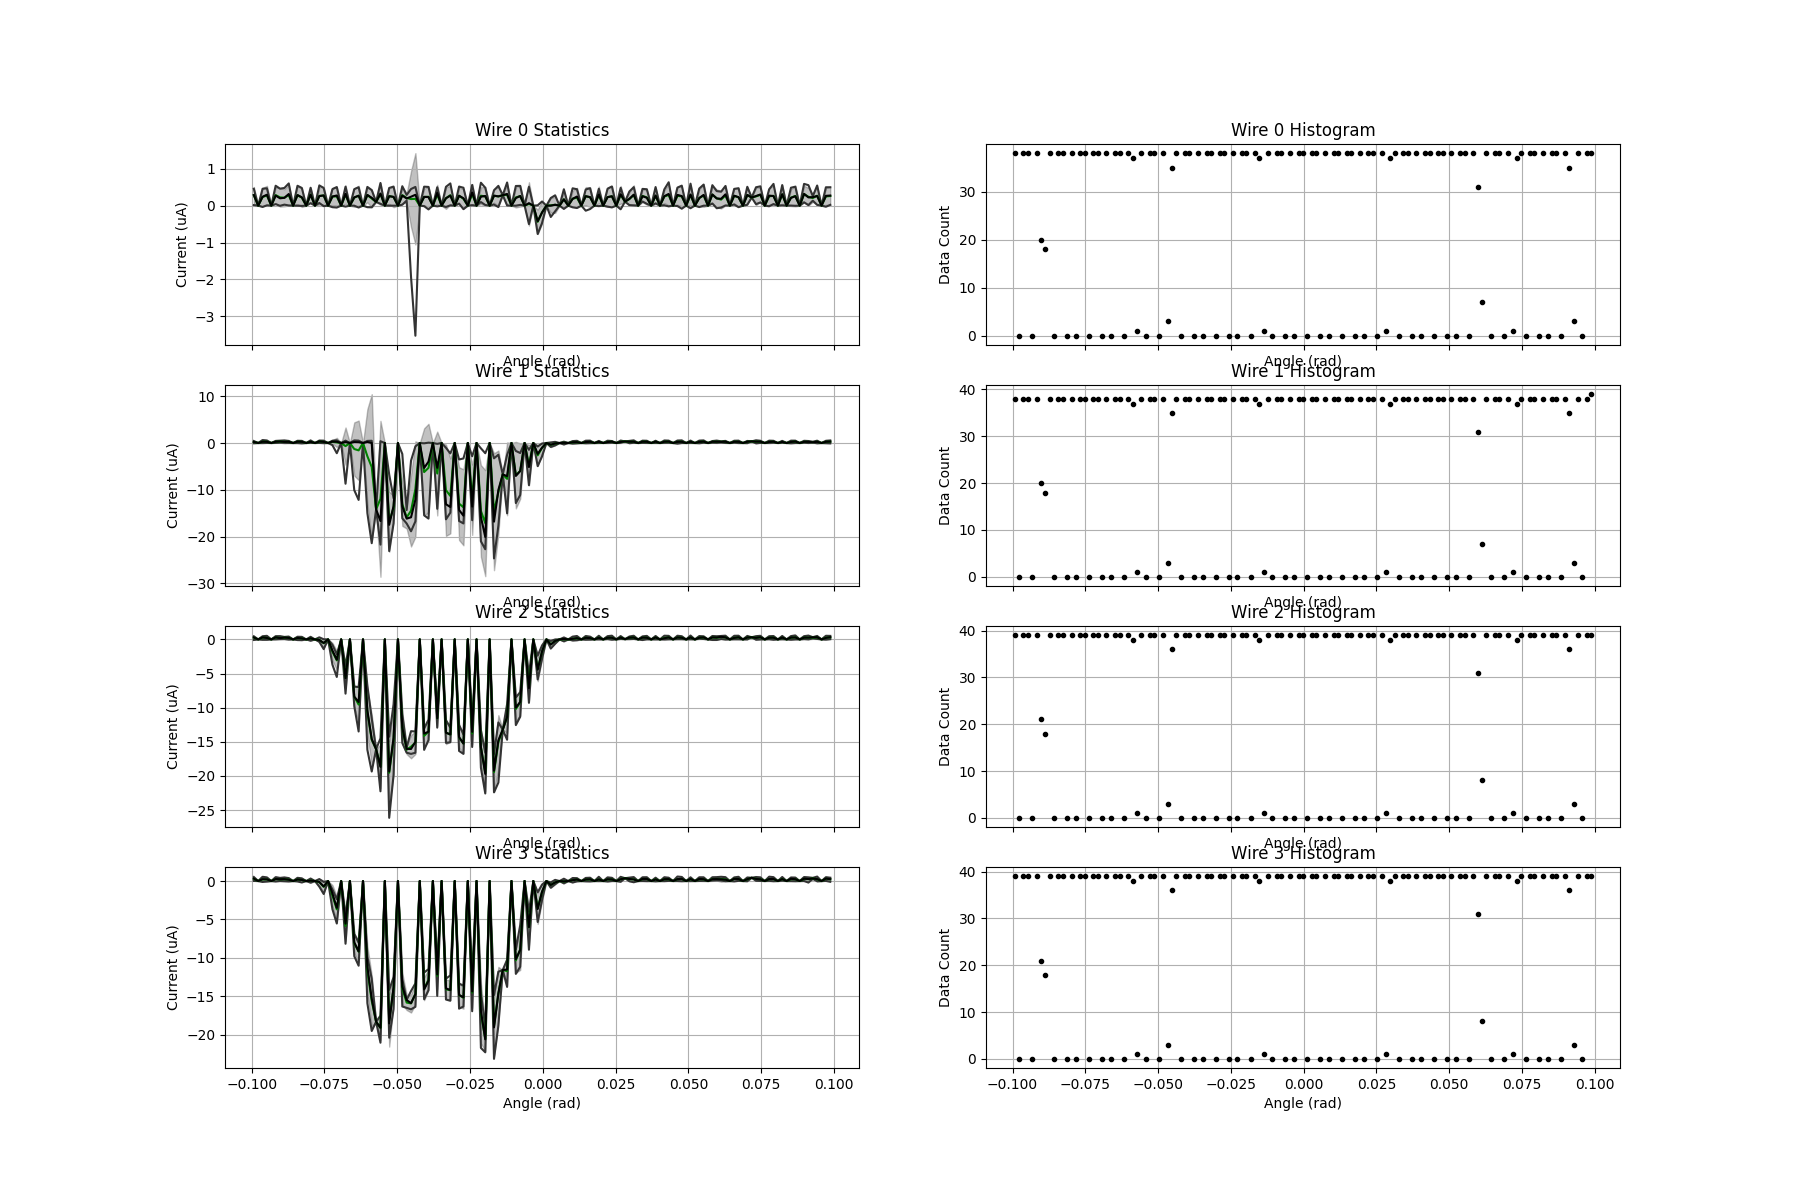 Wire 0 Statistics
Current (uA)
1
0
−1
−2
−3
Angle (rad)
Wire 0 Histogram
Data Count
30
20
10
0
Angle (rad)
Wire 1 Statistics
Current (uA)
10
0
−10
−20
−30
Angle (rad)
Wire 1 Histogram
Data Count
40
30
20
10
0
Angle (rad)
Wire 2 Statistics
Current (uA)
0
−5
−10
−15
−20
−25
Angle (rad)
Wire 2 Histogram
Data Count
40
30
20
10
0
Angle (rad)
Wire 3 Statistics
Current (uA)
0
−5
−10
−15
−20
−0.100 −0.075 −0.050 −0.025 0.000 0.025 0.050 0.075 0.100
Angle (rad)
Wire 3 Histogram
Data Count
40
30
20
10
0
−0.100 −0.075 −0.050 −0.025 0.000 0.025 0.050 0.075 0.100
Angle (rad)